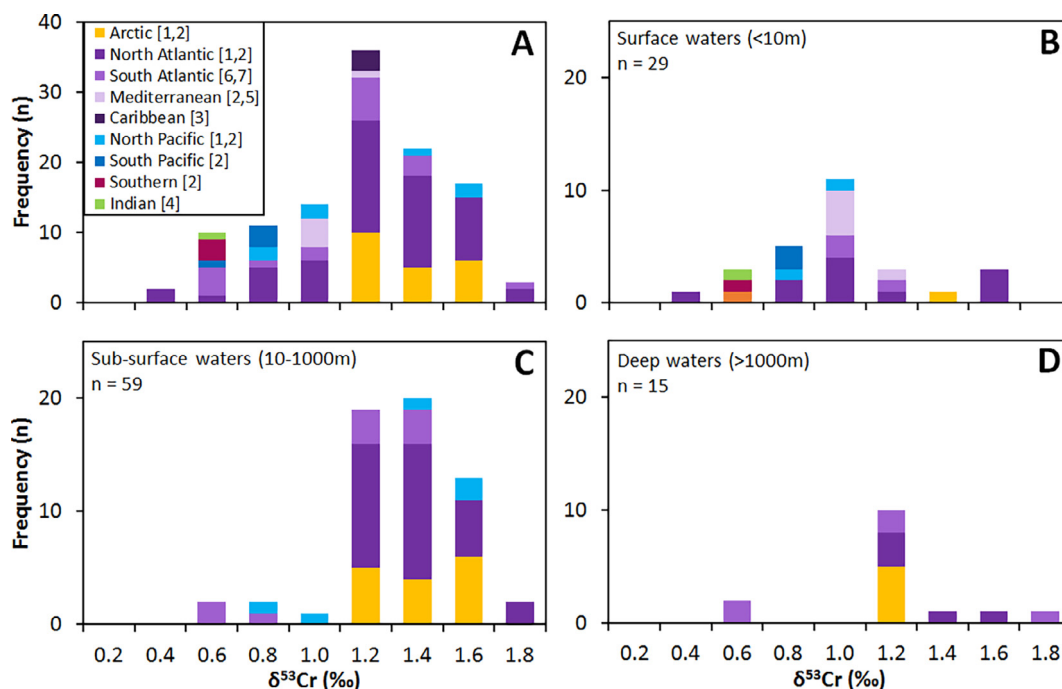 A
Frequency (n)
40
30
20
10
0
Arctic [1,2]
North Atlantic [1,2]
South Atlantic [6,7]
Mediterranean [2,5]
Caribbean [3]
North Pacific [1,2]
South Pacific [2]
Southern [2]
Indian [4]
B
Surface waters (<10m)
n = 29
20
10
0
C
Sub-surface waters (10-1000m)
n = 59
Frequency (n)
20
10
0
0.2 0.4 0.6 0.8 1.0 1.2 1.4 1.6 1.8
δ⁵³Cr (‰)
D
Deep waters (>1000m)
n = 15
20
10
0
0.2 0.4 0.6 0.8 1.0 1.2 1.4 1.6 1.8
δ⁵³Cr (‰)